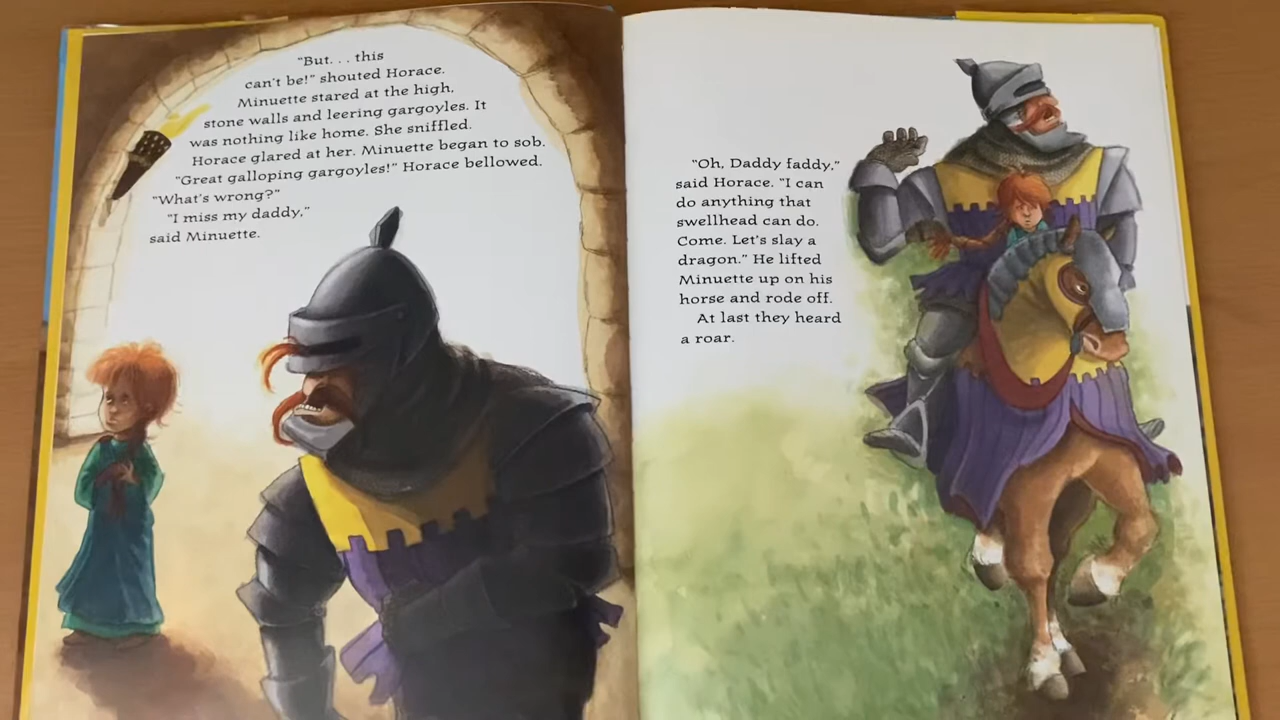 "But. . . this
can't be!" shouted Horace.
Minuette stared at the high,
stone walls and leering gargoyles. It
was nothing like home. She sniffled.
Horace glared at her. Minuette began to sob.
"Great galloping gargoyles!" Horace bellowed.
"What's wrong?"
"I miss my daddy,"
said Minuette.
"Oh, Daddy faddy,"
said Horace. "I can
do anything that
swellhead can do.
Come. Let's slay a
dragon." He lifted
Minuette up on his
horse and rode off.
At last they heard
a roar.